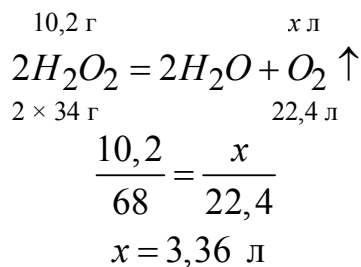 10,2 г x л
2H₂O₂ = 2H₂O + O₂ ↑
2 × 34 г 22,4 л
10,2/68 = x/22,4
x = 3,36 л